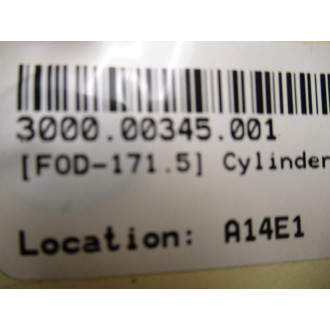 3000.00345.001
[FOD-171.5] Cylinder
Location: A14E1